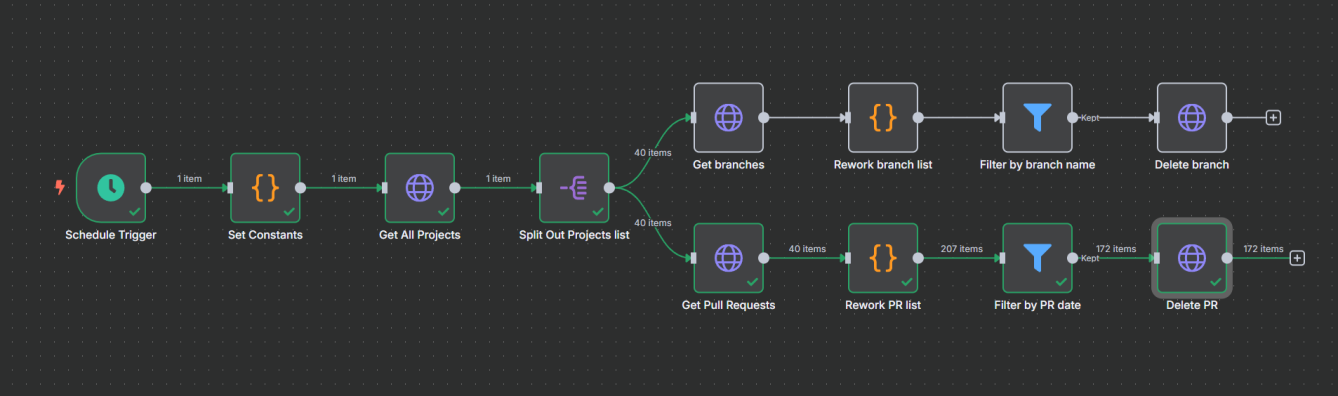 40 items
Get branches
Rework branch list
Kept
Filter by branch name
Delete branch
1 item
1 item
1 item
40 items
Schedule Trigger
Set Constants
Get All Projects
Split Out Projects list
40 items
207 items
Kept
172 items
172 items
Get Pull Requests
Rework PR list
Filter by PR date
Delete PR